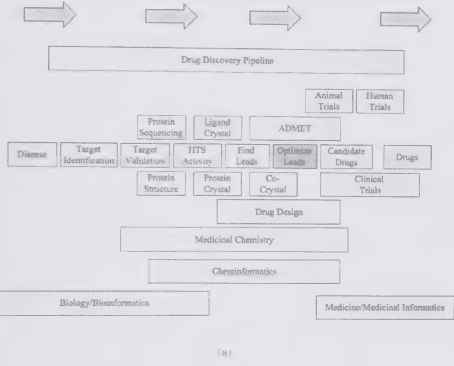 Drug Discovery Pipeline
Animal Trials
Human Trials
Protein Sequencing
Ligand Crystal
ADMET
Disease
Target Identification
Target Validation
HTS Activity
Find Leads
Optimize Leads
Candidate Drugs
Drugs
Protein Structure
Protein Crystal
Co-Crystal
Clinical Trials
Drug Design
Medicinal Chemistry
Cheminformatics
Biology/Bioinformatics
Medicine/Medicinal Informatics
(a)